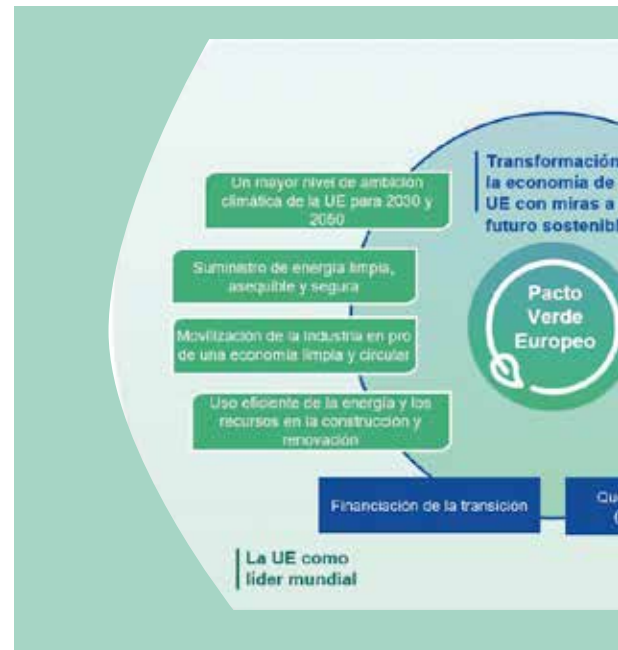 Transformación
la economía de
UE con miras a
futuro sostenibl
Un mayor nivel de ambición
climática de la UE para 2030 y
2050
Suministro de energía limpia,
asequible y segura
Movilización de la industria en pro
de una economía limpia y circular
Uso eficiente de la energía y los
recursos en la construcción y
renovación
Pacto
Verde
Europeo
Financiación de la transición
Qu
(
La UE como
líder mundial